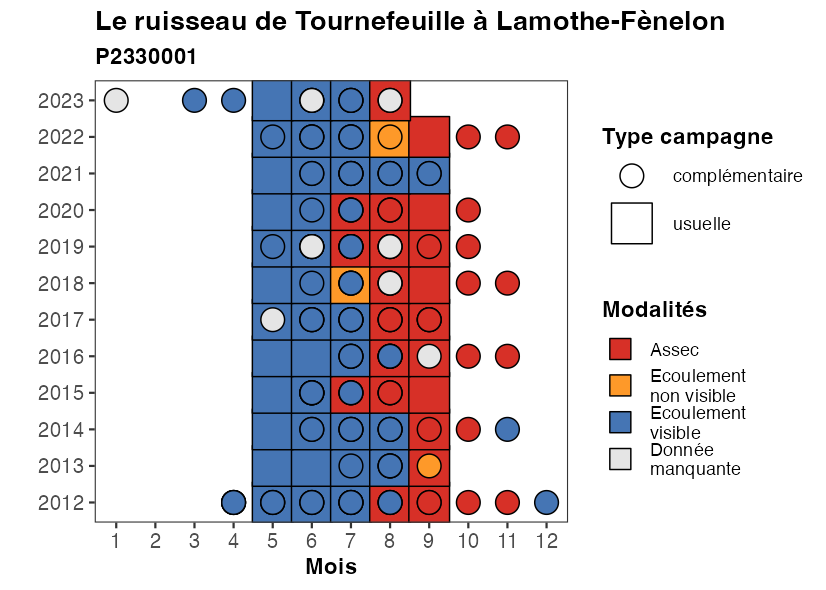 Le ruisseau de Tournefeuille à Lamothe-Fènelon
P2330001
2023
2022
2021
2020
2019
2018
2017
2016
2015
2014
2013
2012
1 2 3 4 5 6 7 8 9 10 11 12
Mois
Type campagne
complémentaire
usuelle
Modalités
Assec
Ecoulement
non visible
Ecoulement
visible
Donnée
manquante